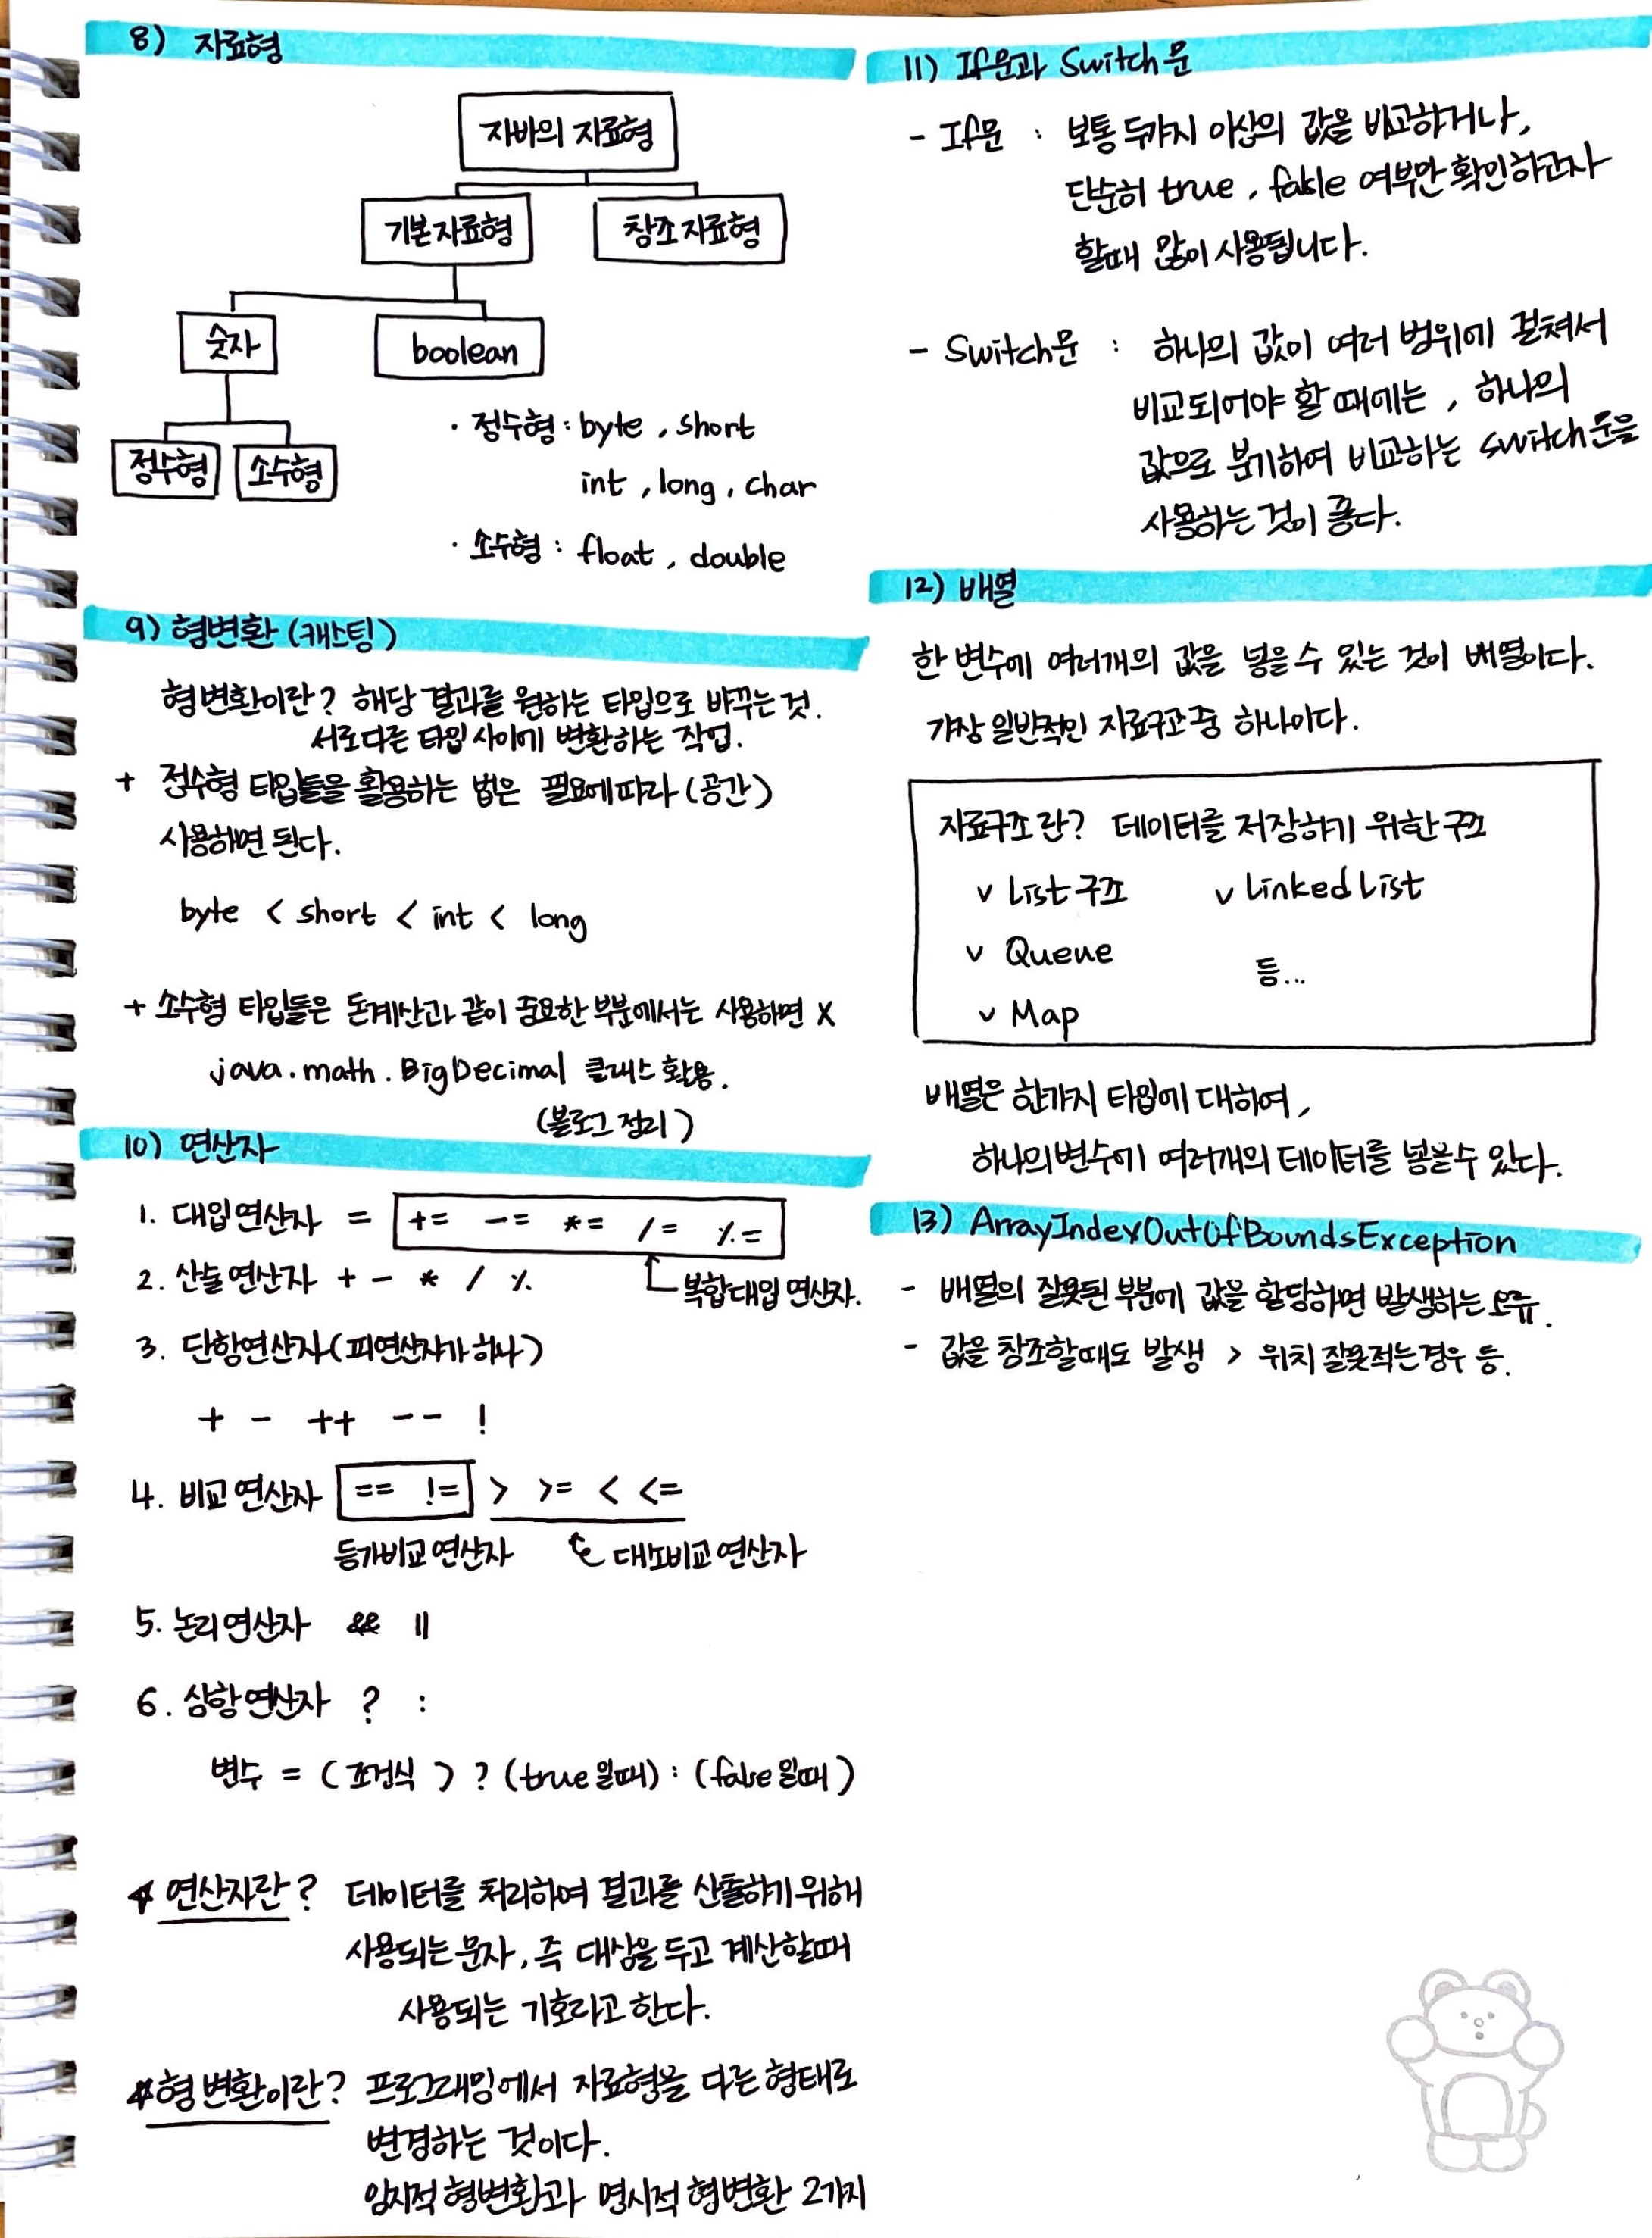 8) 자료형
자바의 자료형
기본자료형
창조 자료형
숫자
boolean
정수형
소수형
· 정수형 : byte , short
int , long , char
· 소수형 : float , double
9) 형변환 (캐스팅)
형변환이란? 해당 결과를 원하는 타입으로 바꾸는 것.
서로다른 타입 사이에 변환하는 작업.
+ 정수형 타입들을 활용하는 법은 필요에따라 (공간)
사용하면 된다.
byte < short < int < long
+ 소수형 타입들은 돈계산과 같이 중요한 부분에서는 사용하면 X
java.math.BigDecimal 클래스 활용.
(블로그 정리)
10) 연산자
1. 대입연산자 = += -= *= /= %=
복합대입 연산자.
2. 산술 연산자 + - * / %
3. 단항연산자 (피연산자가 하나)
+ - ++ -- !
4. 비교 연산자 == != > >= < <=
등가비교 연산자
대소비교 연산자
5. 논리 연산자 && ||
6. 삼항 연산자 ? :
변수 = (조건식) ? (true 일때) : (false 일때)
연산자란? 데이터를 처리하여 결과를 산출하기 위해
사용되는 문자, 즉 대상을 두고 계산할때
사용되는 기호라고 한다.
형변환이란? 프로그래밍에서 자료형을 다른 형태로
변경하는 것이다.
암시적 형변환과 명시적 형변환 2가지
11) If문과 Switch문
- If문 : 보통 두가지 이상의 값을 비교하거나,
단순히 true , fasle 여부만 확인하고자
할때 많이 사용됩니다.
- Switch문 : 하나의 값이 여러 범위에 걸쳐서
비교되어야 할 때에는 , 하나의
값으로 분기하여 비교하는 switch문을
사용하는 것이 좋다.
12) 배열
한 변수에 여러개의 값을 넣을 수 있는 것이 배열이다.
가장 일반적인 자료구조 중 하나이다.
자료구조란? 데이터를 저장하기 위한 구조
v List 구조 v Linked List
v Queue
등...
v Map
배열은 한가지 타입에 대하여,
하나의 변수에 여러개의 데이터를 넣을수 있다.
13) ArrayIndexOutOfBoundsException
- 배열의 잘못된 부분에 값을 할당하면 발생하는 오류.
- 값을 창조할때도 발생 > 위치 잘못적는경우 등.